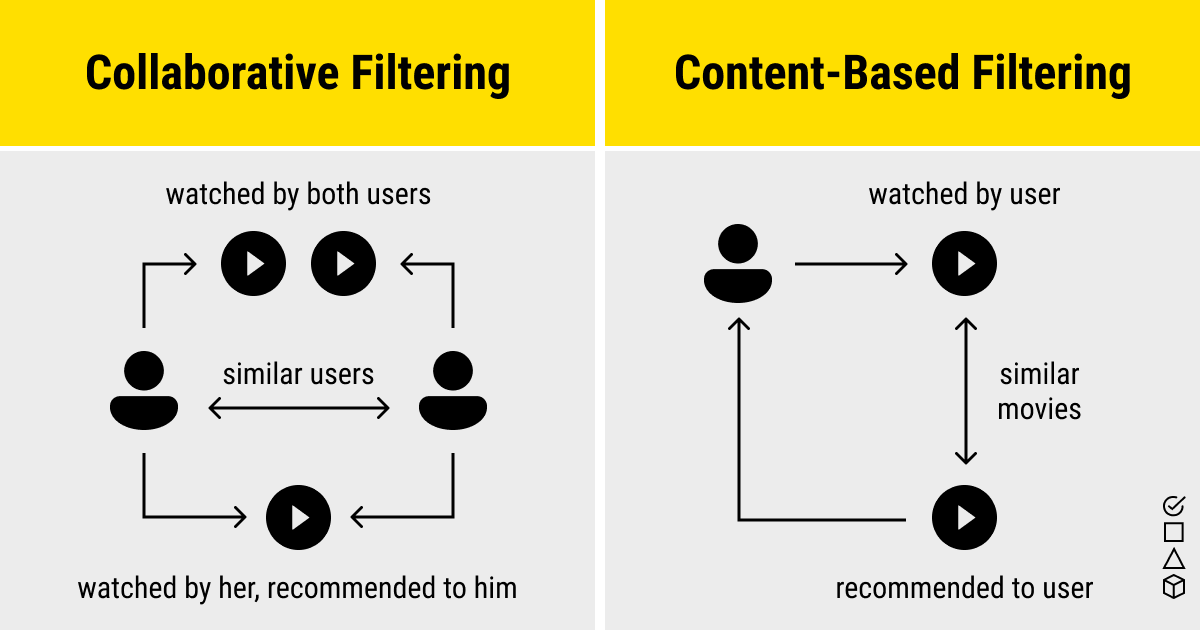 Collaborative Filtering
watched by both users
similar users
watched by her, recommended to him
Content-Based Filtering
watched by user
similar
movies
recommended to user